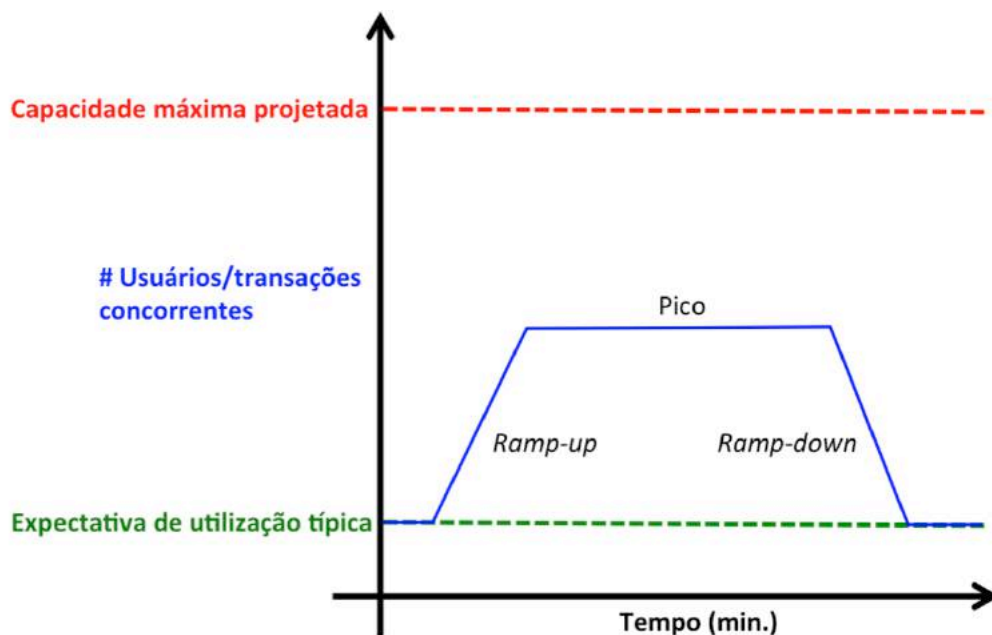 Capacidade máxima projetada
# Usuários/transações
concorrentes
Pico
Ramp-up
Ramp-down
Expectativa de utilização típica
Tempo (min.)